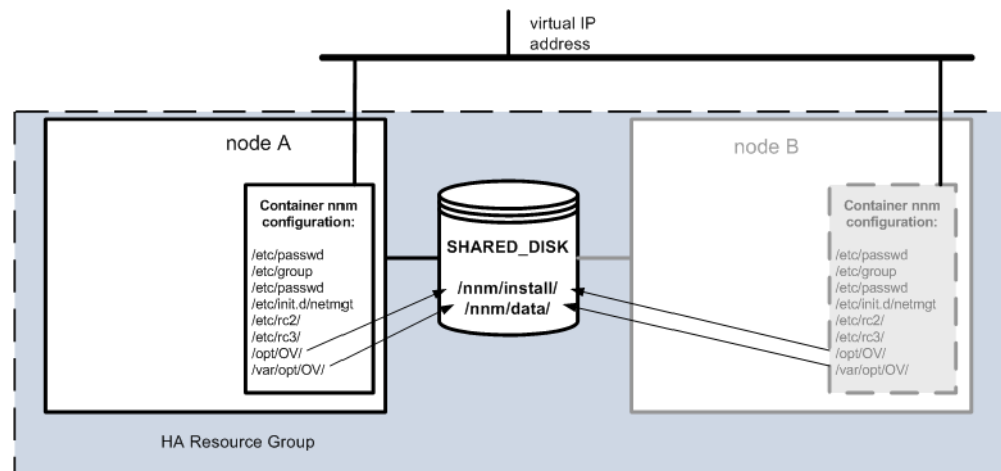 virtual IP
address
node A
Container nnm
configuration:
/etc/passwd
/etc/group
/etc/passwd
/etc/init.d/netmgt
/etc/rc2/
/etc/rc3/
/opt/OV/
/var/opt/OV/
SHARED_DISK
/nnm/install/
/nnm/data/
node B
Container nnm
configuration:
/etc/passwd
/etc/group
/etc/passwd
/etc/init.d/netmgt
/etc/rc2/
/etc/rc3/
/opt/OV/
/var/opt/OV/
HA Resource Group